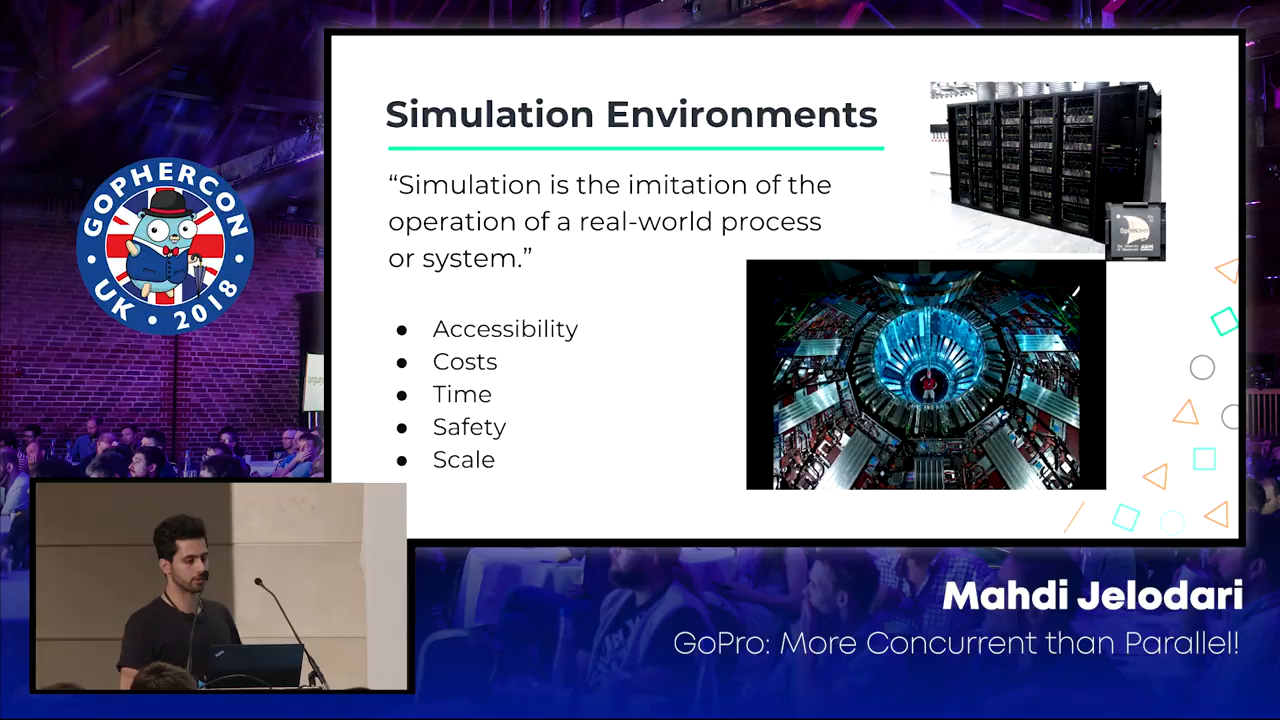 GOPHERCON
UK • 2018
Simulation Environments
“Simulation is the imitation of the
operation of a real-world process
or system.”
● Accessibility
● Costs
● Time
● Safety
● Scale
Mahdi Jelodari
GoPro: More Concurrent than Parallel!